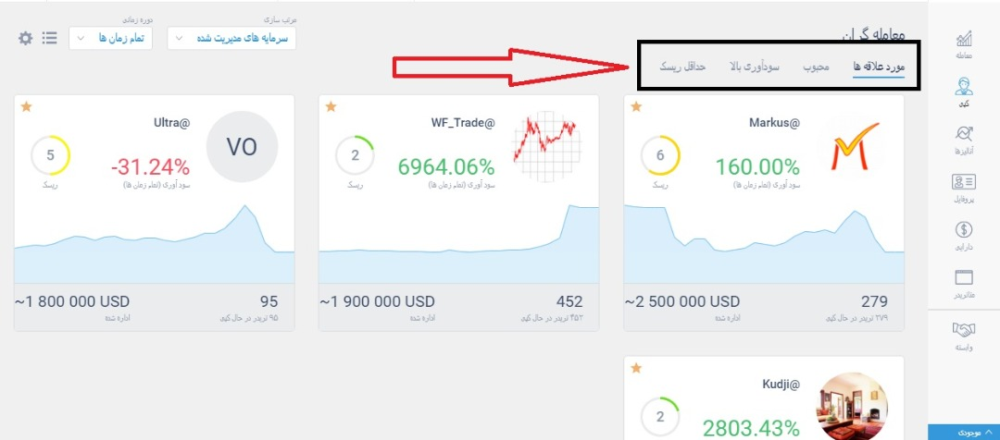 مرتب سازی
دوره زمانی
سرمایه های مدیریت شده
تمام زمان ها
معامله گران
مورد علاقه ها
محبوب
سودآوری بالا
حداقل ریسک
Markus@
6
160.00%
ریسک
سود آوری (تمام زمان ها)
~2 500 000 USD
279
اداره شده
۲۷۹ تریدر در حال کپی
WF_Trade@
2
6964.06%
ریسک
سود آوری (تمام زمان ها)
~1 900 000 USD
452
اداره شده
۴۵۲ تریدر در حال کپی
Ultra@
VO
5
-31.24%
ریسک
سود آوری (تمام زمان ها)
~1 800 000 USD
95
اداره شده
۹۵ تریدر در حال کپی
Kudji@
2
2803.43%
معامله
کپی
آنالیزها
پروفایل
دارایی
متاتریدر
وابسته
موجودی